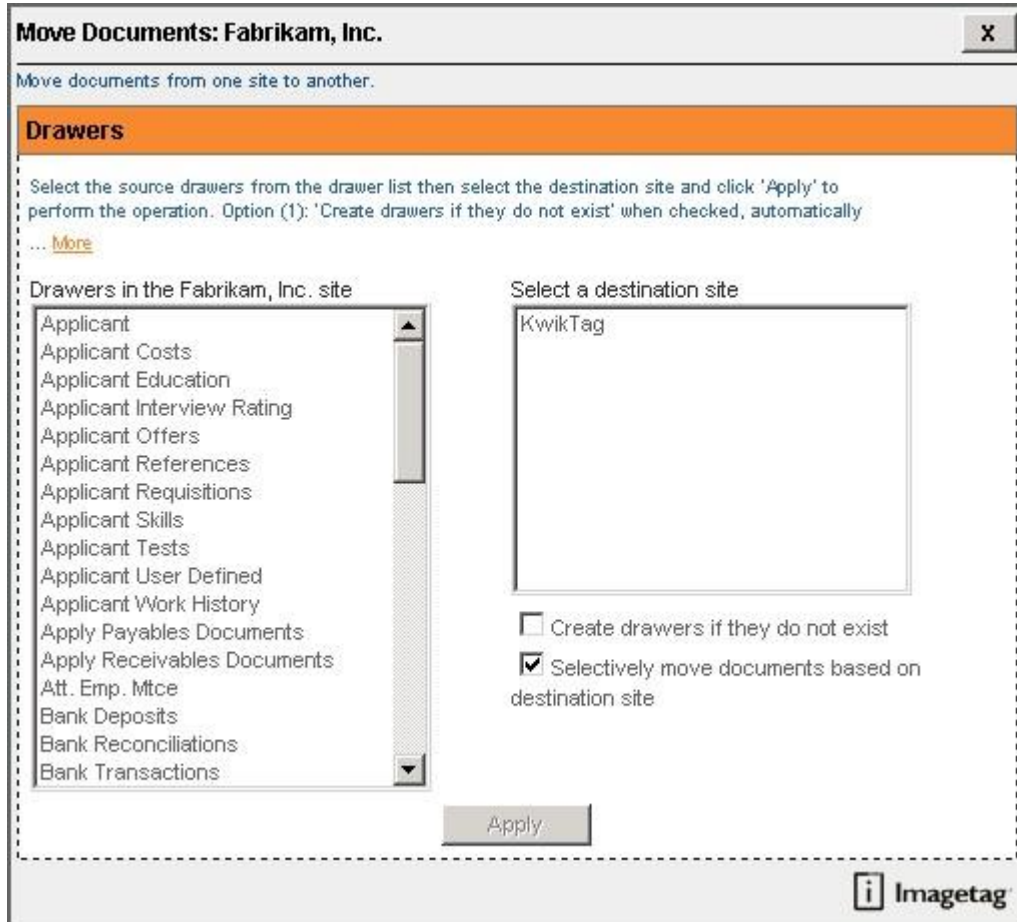 Move Documents: Fabrikam, Inc.
X
Move documents from one site to another.
Drawers
Select the source drawers from the drawer list then select the destination site and click 'Apply' to
perform the operation. Option (1): 'Create drawers if they do not exist' when checked, automatically
... More
Drawers in the Fabrikam, Inc. site
Applicant
Applicant Costs
Applicant Education
Applicant Interview Rating
Applicant Offers
Applicant References
Applicant Requisitions
Applicant Skills
Applicant Tests
Applicant User Defined
Applicant Work History
Apply Payables Documents
Apply Receivables Documents
Att. Emp. Mtce
Bank Deposits
Bank Reconciliations
Bank Transactions
Select a destination site
KwikTag
Create drawers if they do not exist
Selectively move documents based on
destination site
Apply
i Imagetag